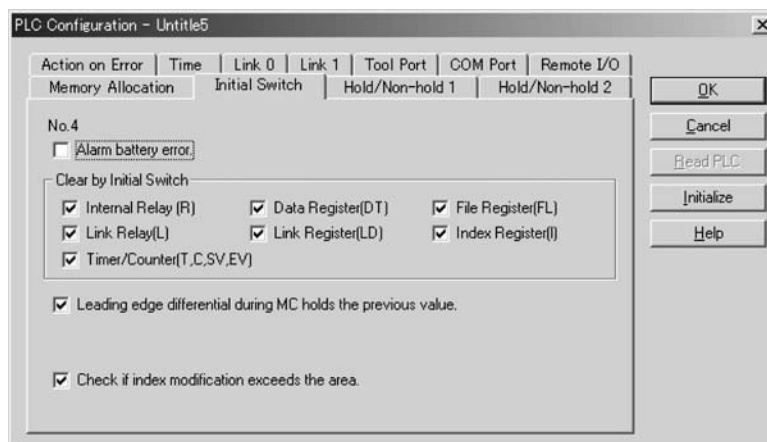 PLC Configuration - Untitle5
Action on Error Time Link 0 Link 1 Tool Port COM Port Remote I/O
Memory Allocation Initial Switch Hold/Non-hold 1 Hold/Non-hold 2
OK
No.4
Cancel
Alarm battery error.
Read PLC
Clear by Initial Switch
Initialize
Internal Relay (R) Data Register(DT) File Register(FL)
Link Relay(L) Link Register(LD) Index Register(I)
Help
Timer/Counter(T,C,SV,EV)
Leading edge differential during MC holds the previous value.
Check if index modification exceeds the area.